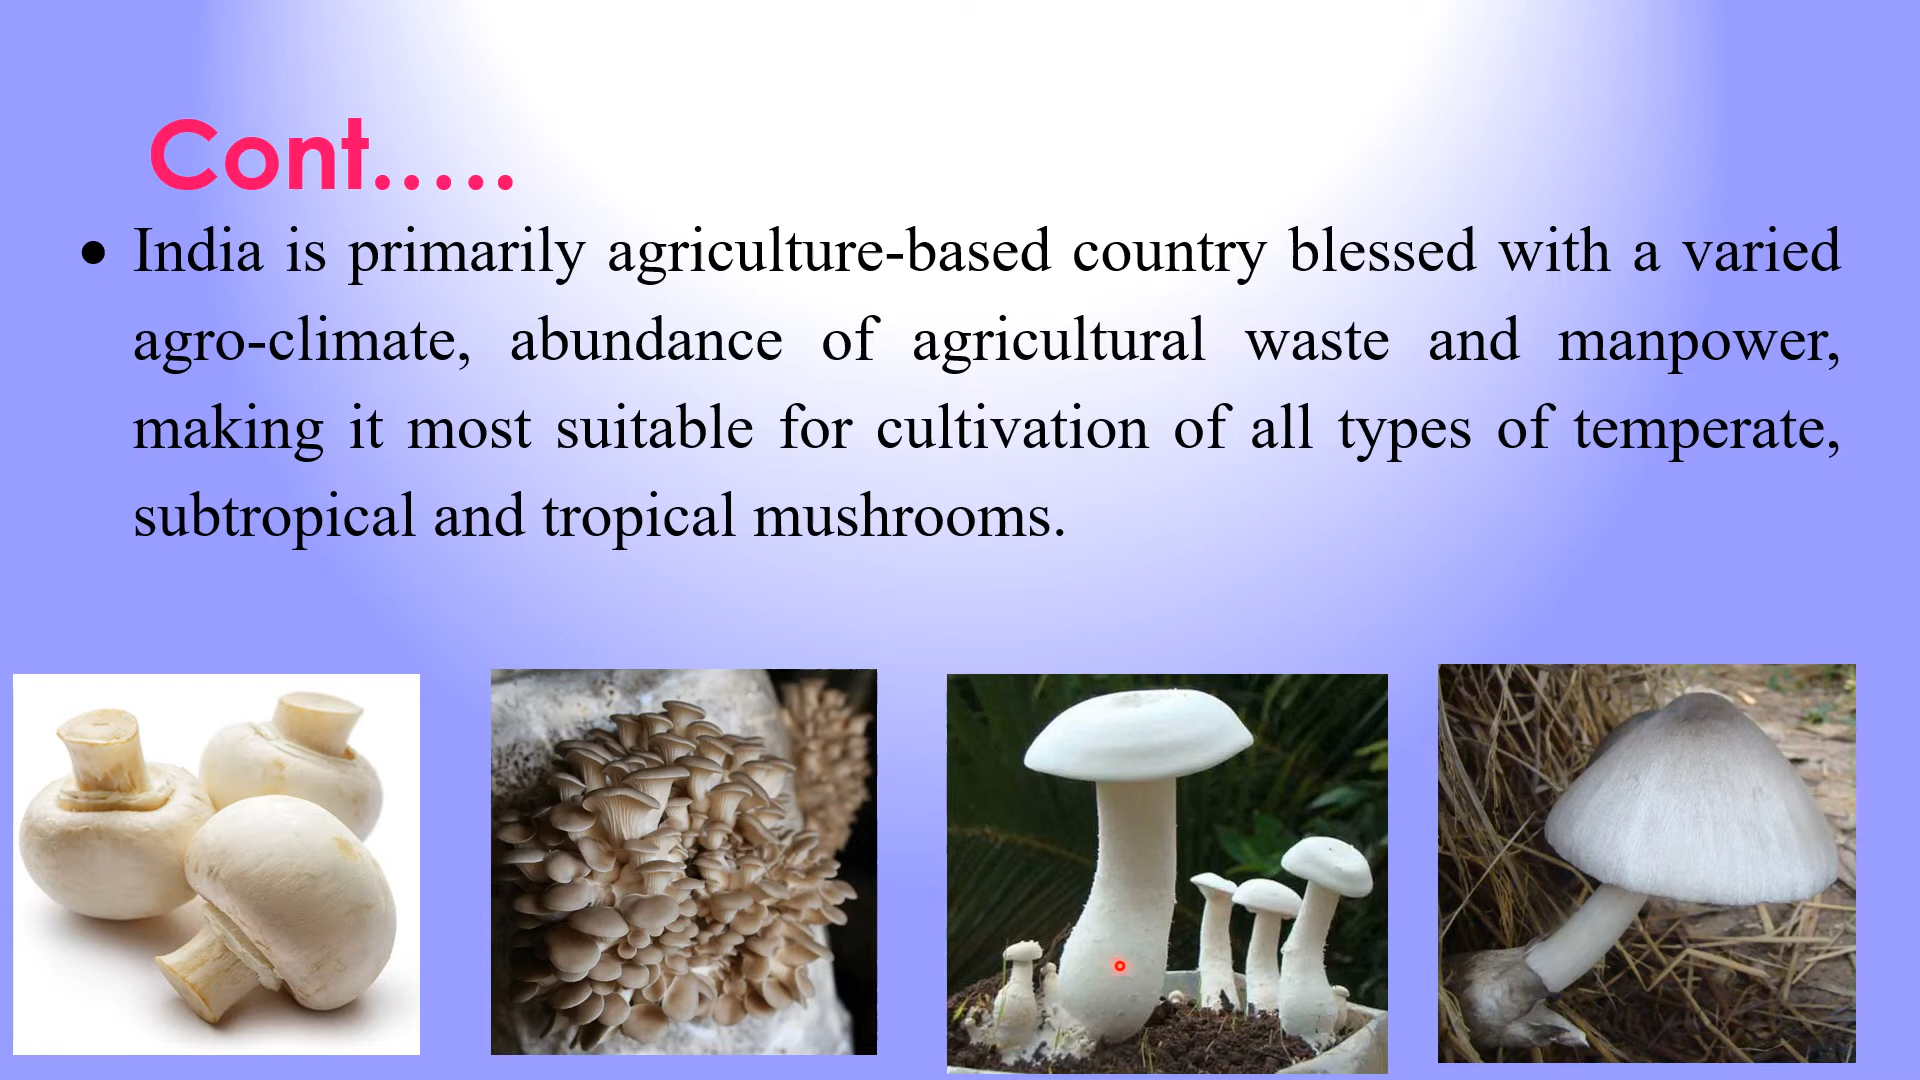 Cont.....
• India is primarily agriculture-based country blessed with a varied
agro-climate, abundance of agricultural waste and manpower,
making it most suitable for cultivation of all types of temperate,
subtropical and tropical mushrooms.